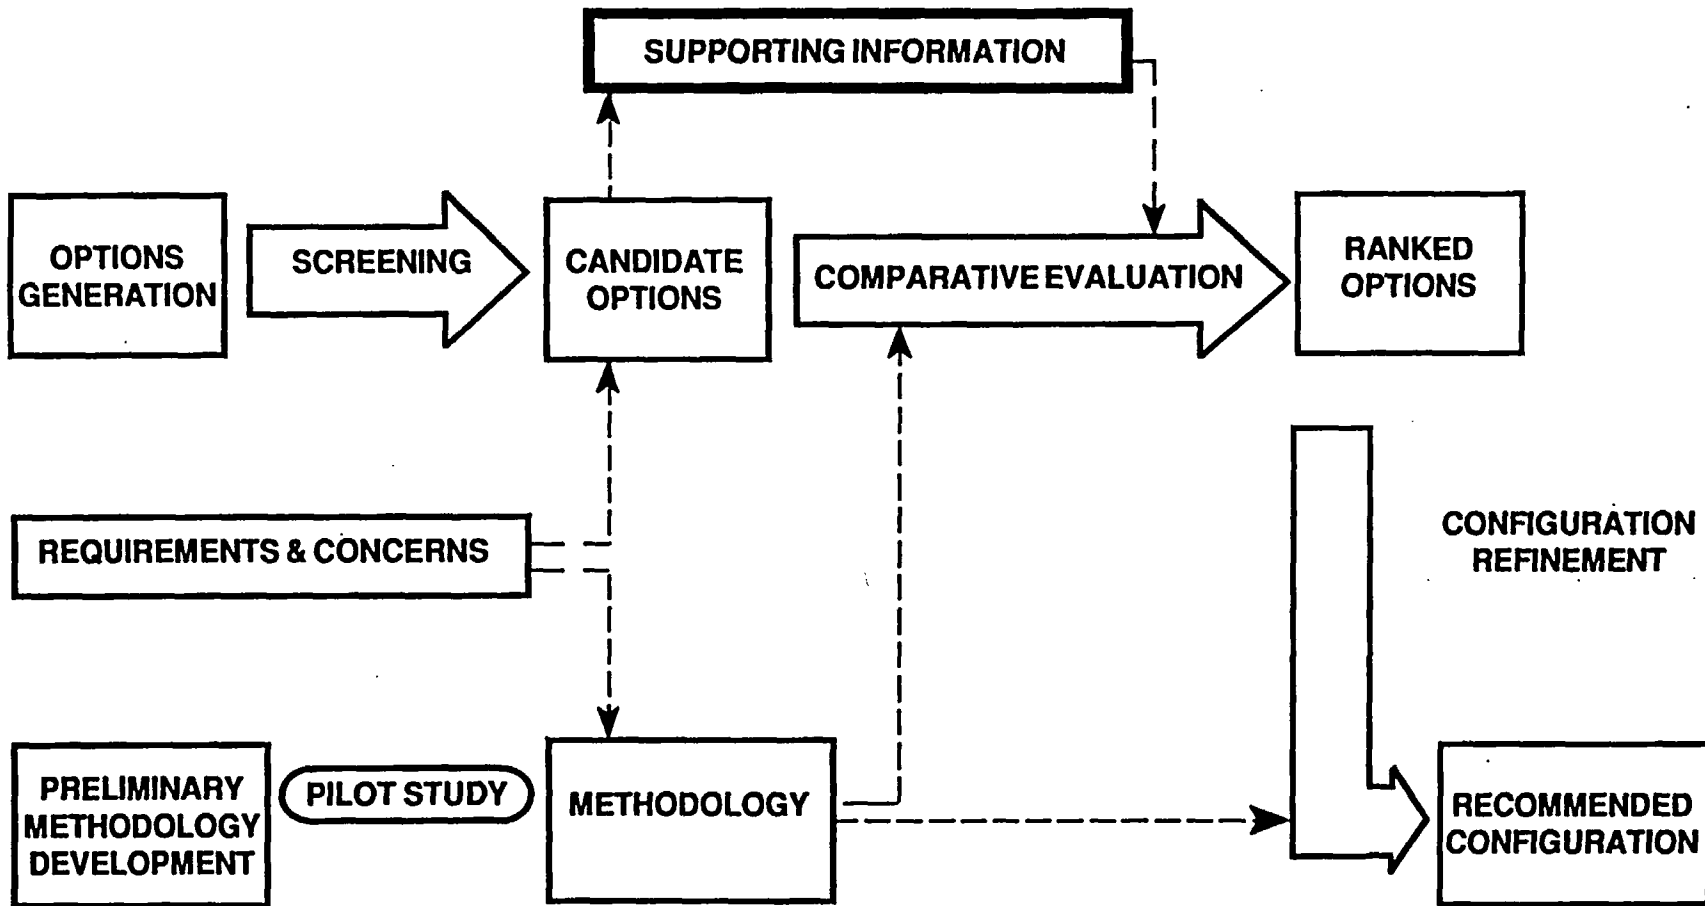 SUPPORTING INFORMATION
OPTIONS
GENERATION
SCREENING
CANDIDATE
OPTIONS
COMPARATIVE EVALUATION
RANKED
OPTIONS
REQUIREMENTS & CONCERNS
CONFIGURATION
REFINEMENT
PRELIMINARY
METHODOLOGY
DEVELOPMENT
PILOT STUDY
METHODOLOGY
RECOMMENDED
CONFIGURATION